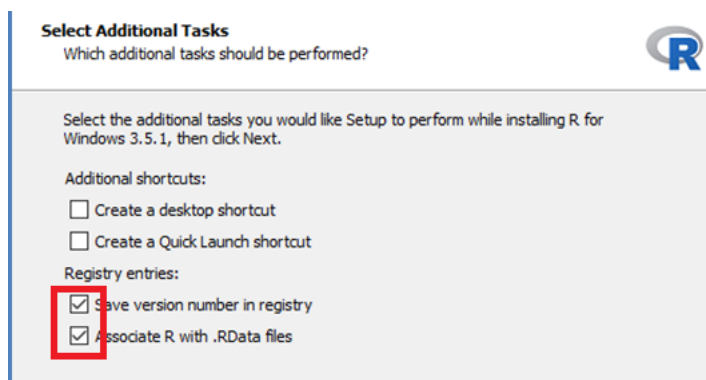 Select Additional Tasks
Which additional tasks should be performed?
R
Select the additional tasks you would like Setup to perform while installing R for
Windows 3.5.1, then click Next.
Additional shortcuts:
Create a desktop shortcut
Create a Quick Launch shortcut
Registry entries:
Save version number in registry
Associate R with .RData files